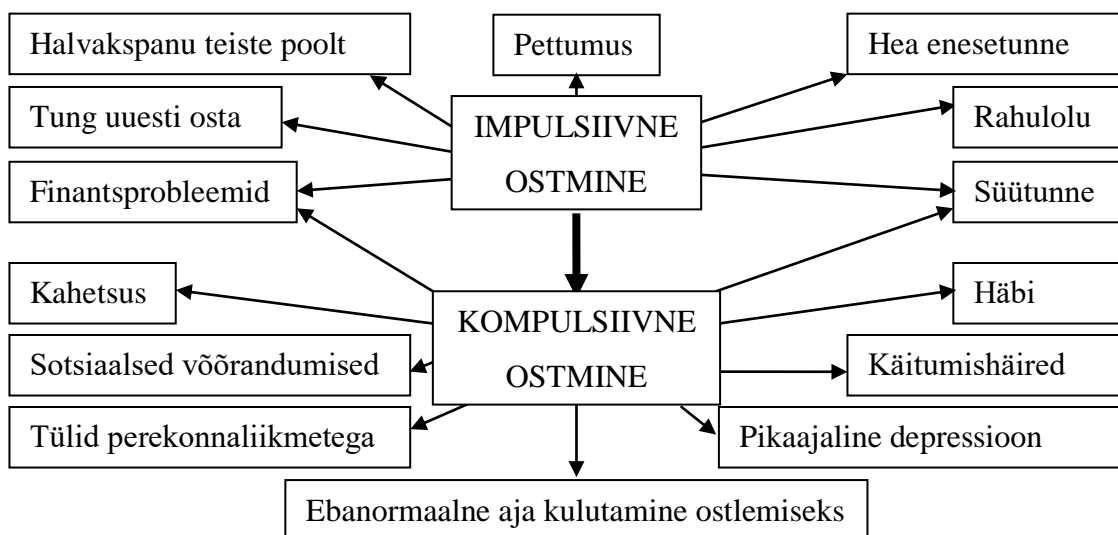 Halvakspanu teiste poolt
Pettumus
Hea enesetunne
Tung uuesti osta
IMPULSIIVNE
OSTMINE
Rahulolu
Finantsprobleemid
Süütunne
Kahetsus
KOMPULSIIVNE
OSTMINE
Häbi
Sotsiaalsed võõrandumised
Käitumishäired
Tülid perekonnaliikmetega
Pikaajaline depressioon
Ebanormaalne aja kulutamine ostlemiseks